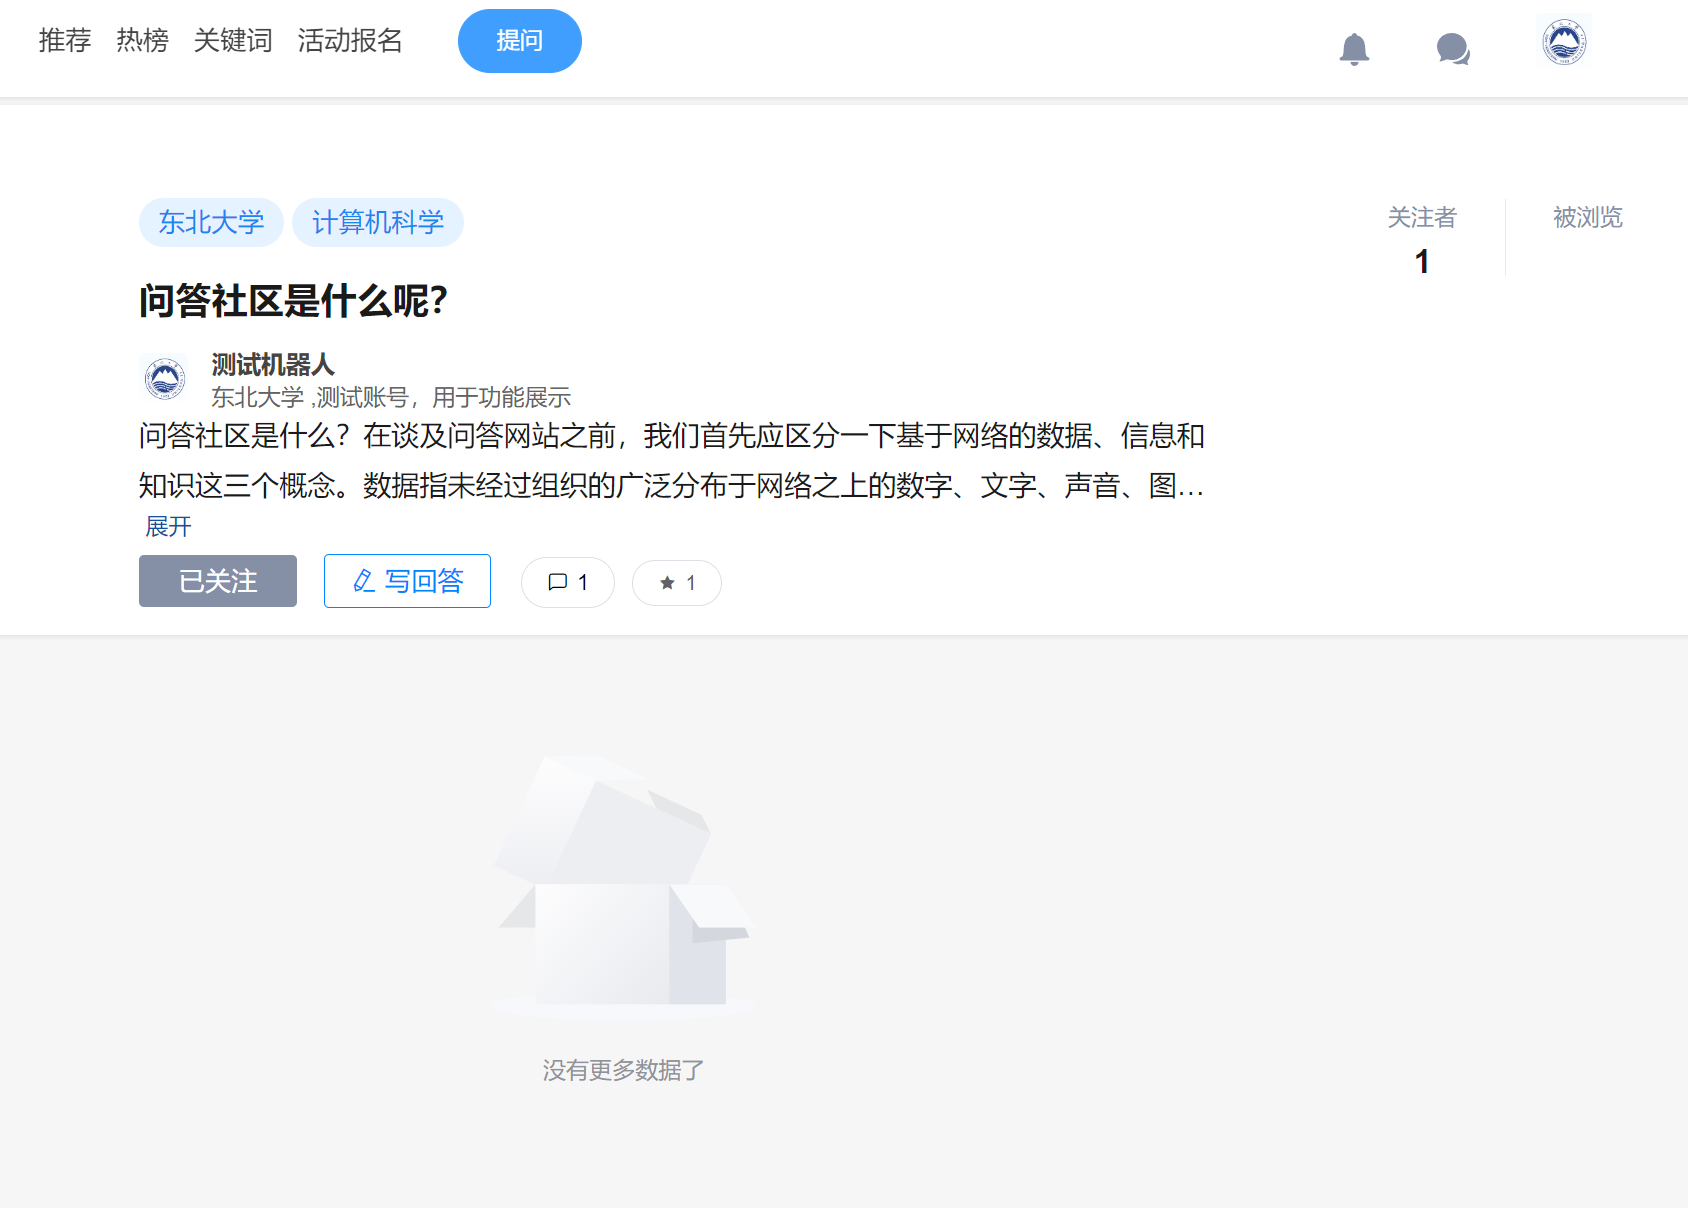 推荐 热榜 关键词 活动报名 提问
东北大学 计算机科学
关注者 被浏览
1
问答社区是什么呢？
测试机器人
东北大学 ,测试账号，用于功能展示
问答社区是什么？在谈及问答网站之前，我们首先应区分一下基于网络的数据、信息和
知识这三个概念。数据指未经过组织的广泛分布于网络之上的数字、文字、声音、图...
展开
已关注 写回答 1 1
没有更多数据了